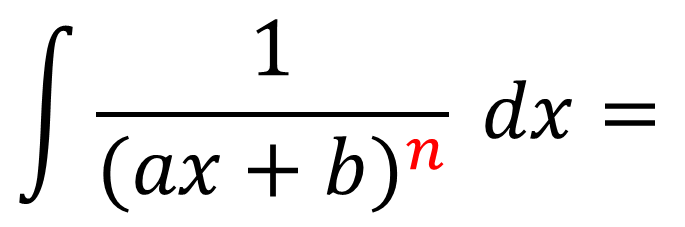 ∫ 1/(ax + b)ⁿ dx =